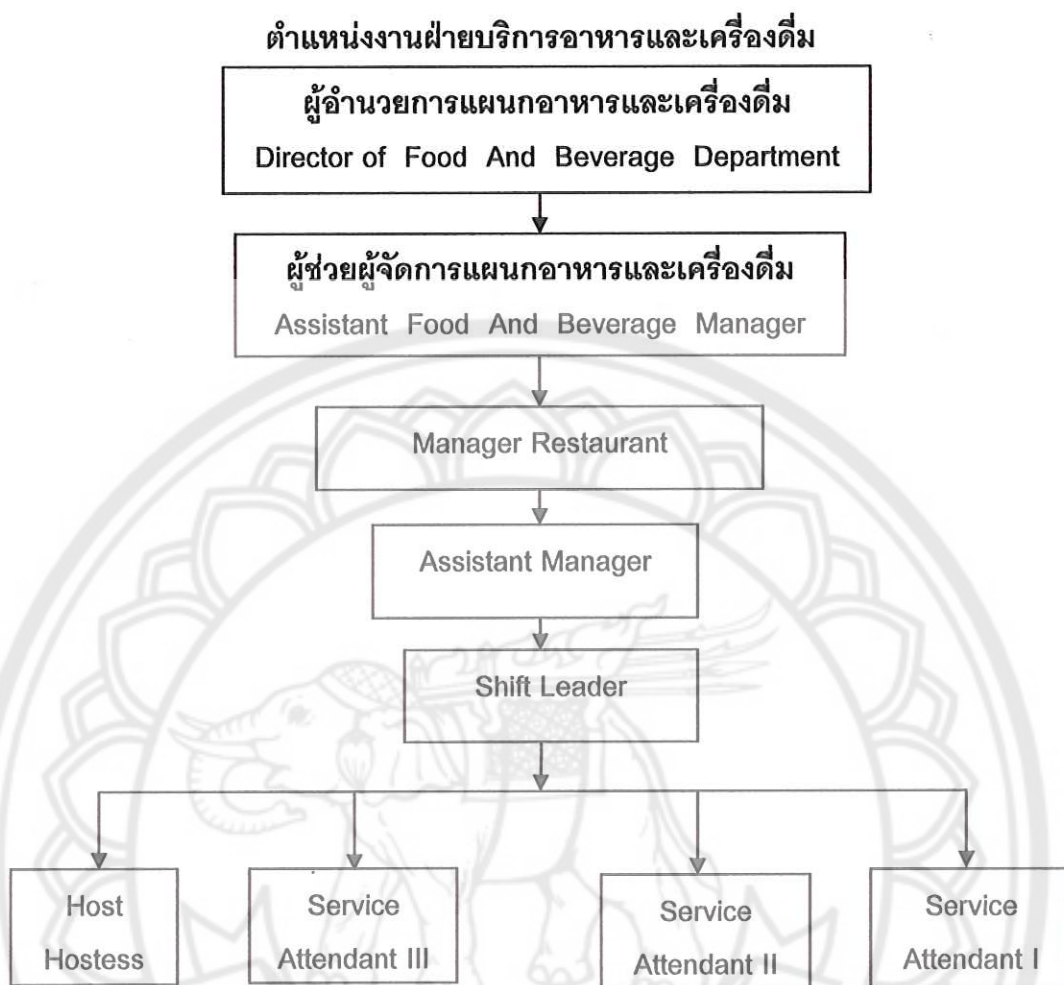 ตำแหน่งงานฝ่ายบริการอาหารและเครื่องดื่ม
ผู้อำนวยการแผนกอาหารและเครื่องดื่ม
Director of Food And Beverage Department
ผู้ช่วยผู้จัดการแผนกอาหารและเครื่องดื่ม
Assistant Food And Beverage Manager
Manager Restaurant
Assistant Manager
Shift Leader
Host
Hostess
Service
Attendant III
Service
Attendant II
Service
Attendant I